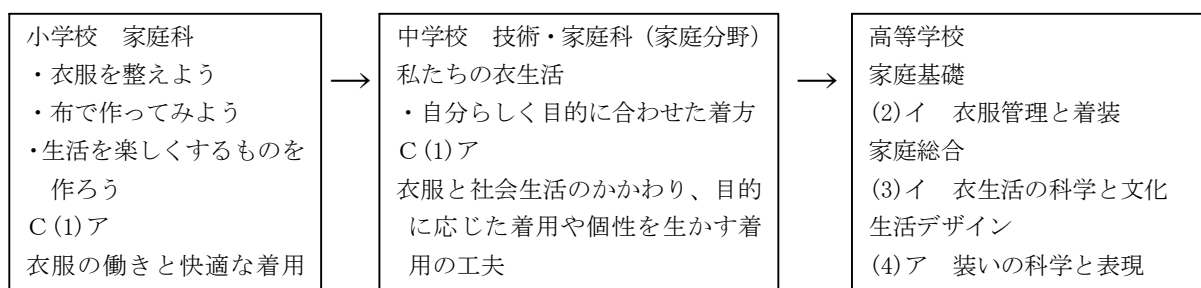 小学校　家庭科
・衣服を整えよう
・布で作ってみよう
・生活を楽しくするものを
作ろう
C(1)ア
衣服の働きと快適な着用
→
中学校　技術・家庭科（家庭分野）
私たちの衣生活
・自分らしく目的に合わせた着方
C(1)ア
衣服と社会生活のかかわり、目的
に応じた着用や個性を生かす着
用の工夫
→
高等学校
家庭基礎
(2)イ　衣服管理と着装
家庭総合
(3)イ　衣生活の科学と文化
生活デザイン
(4)ア　装いの科学と表現